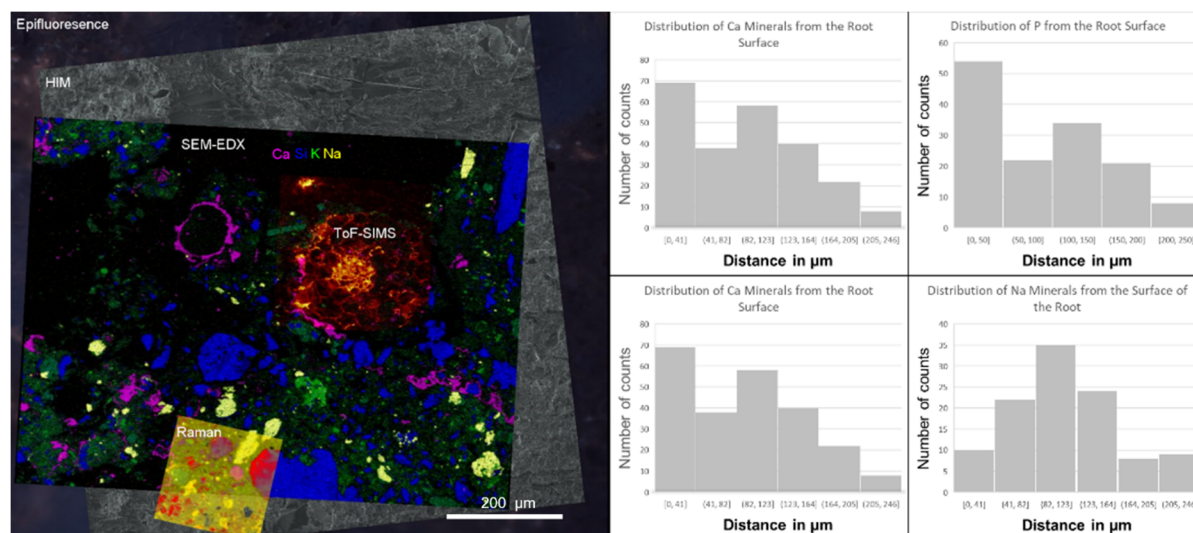 Epifluoresence
HIM
SEM-EDX
Ca Si K Na
ToF-SIMS
Raman
200 µm
Distribution of Ca Minerals from the Root
Surface
Number of counts
80
70
60
50
40
30
20
10
0
[0, 41]
(41, 82]
(82, 123]
(123, 164]
(164, 205]
(205, 246]
Distance in µm
Distribution of P from the Root Surface
Number of counts
60
50
40
30
20
10
0
[0, 50]
(50, 100]
(100, 150]
(150, 200]
(200, 250]
Distance in µm
Distribution of Ca Minerals from the Root
Surface
Number of counts
80
70
60
50
40
30
20
10
0
[0, 41]
(41, 82]
(82, 123]
(123, 164]
(164, 205]
(205, 246]
Distance in µm
Distribution of Na Minerals from the Surface of
the Root
Number of counts
40
35
30
25
20
15
10
5
0
[0, 41]
(41, 82]
(82, 123]
(123, 164]
(164, 205]
(205, 246]
Distance in µm